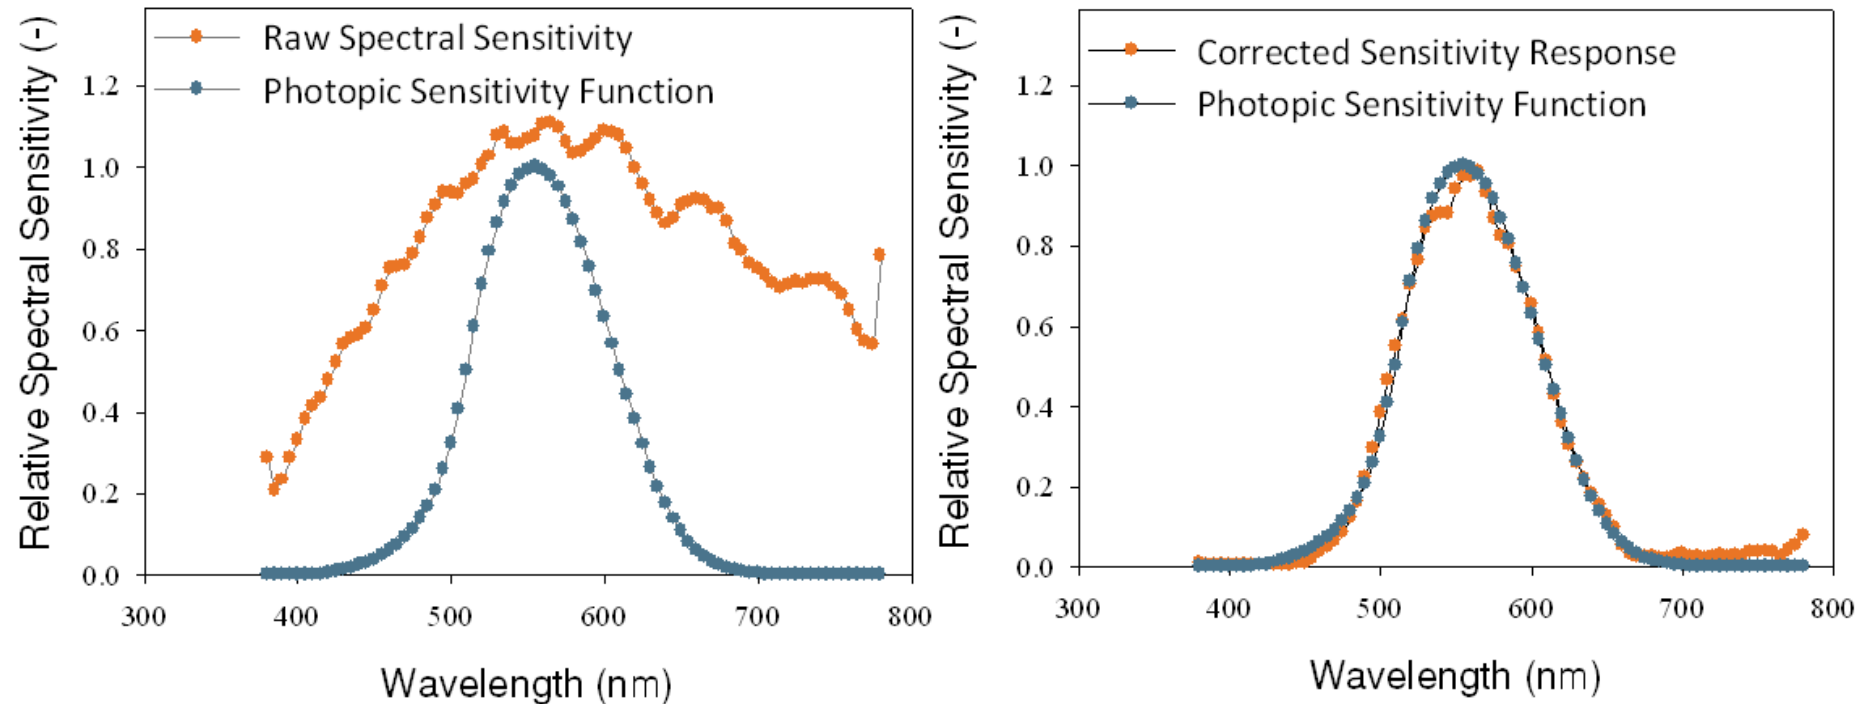 Relative Spectral Sensitivity (-)
Raw Spectral Sensitivity
Photopic Sensitivity Function
1.2
1.0
0.8
0.6
0.4
0.2
0.0
300 400 500 600 700 800
Wavelength (nm)
Relative Spectral Sensitivity (-)
Corrected Sensitivity Response
Photopic Sensitivity Function
1.2
1.0
0.8
0.6
0.4
0.2
0.0
300 400 500 600 700 800
Wavelength (nm)